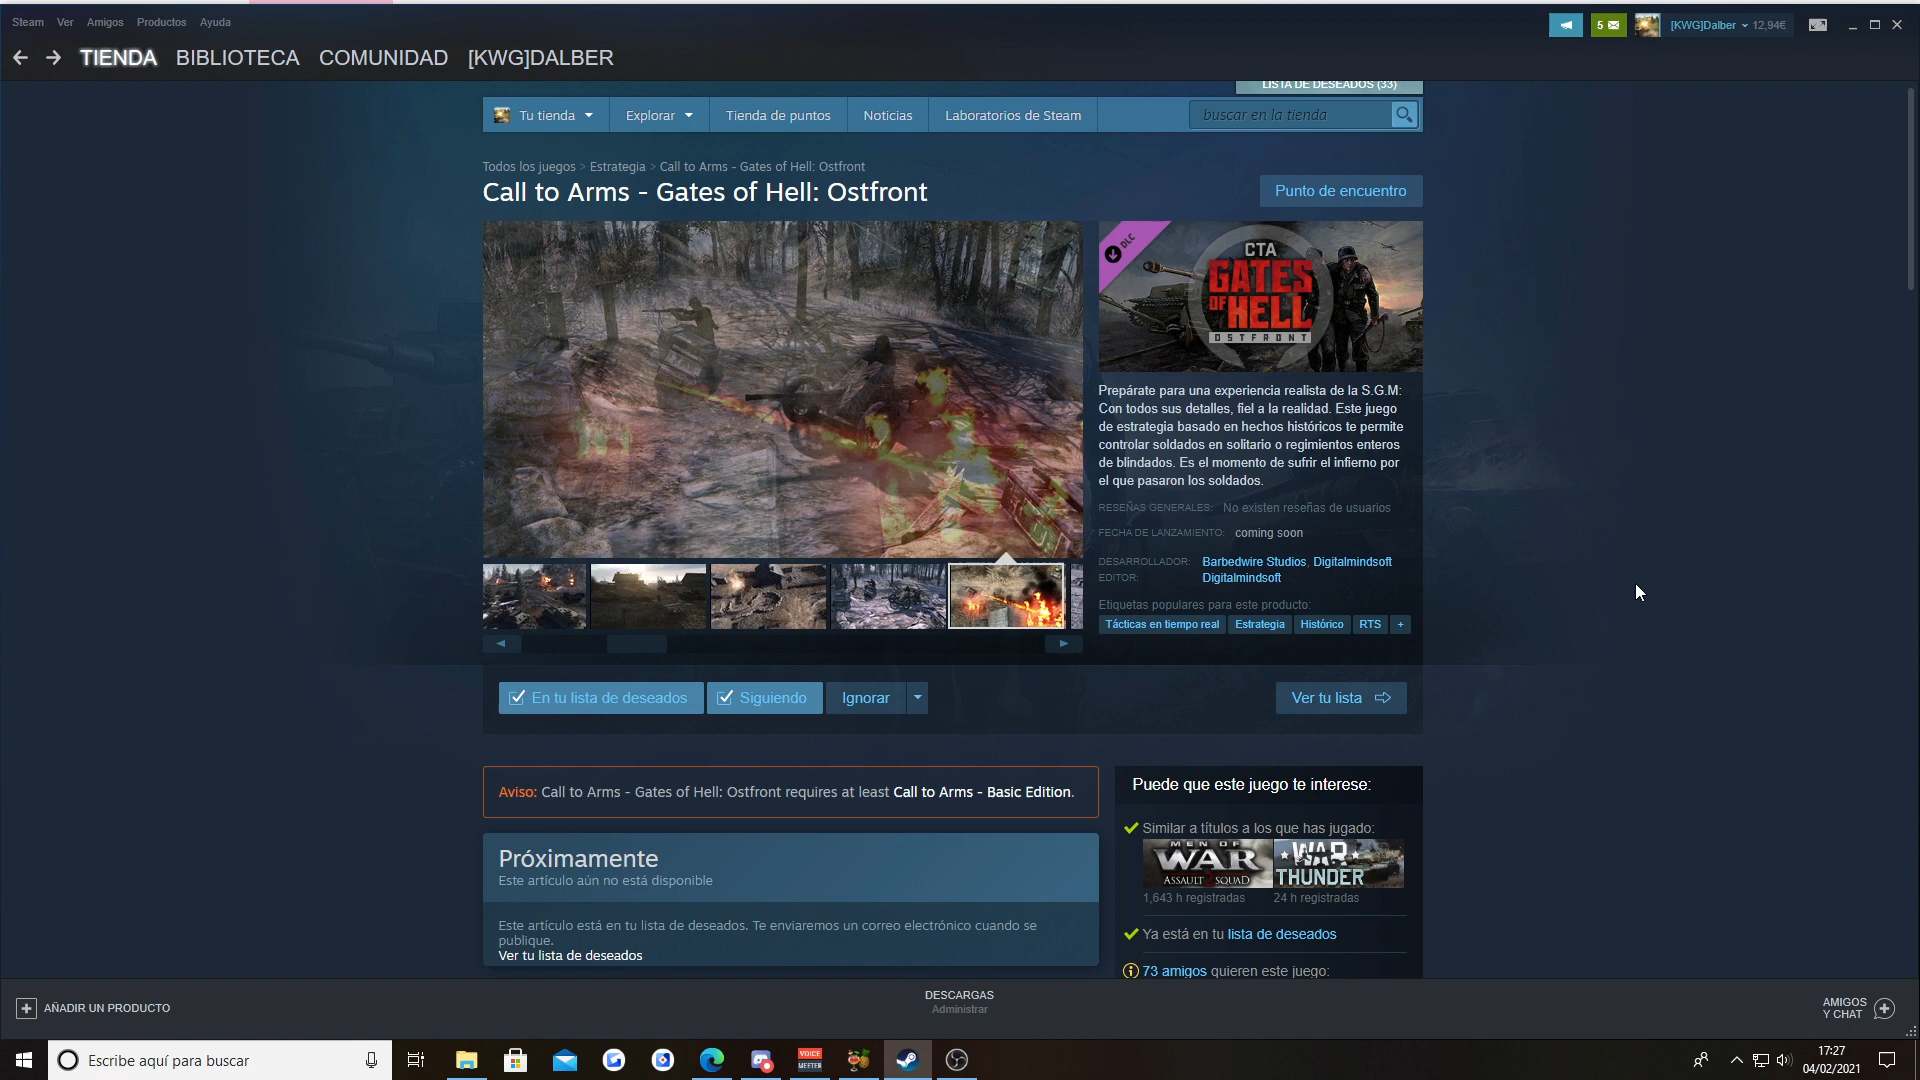 Steam Ver Amigos Productos Ayuda
5 [KWG]Dalber 12,94€
TIENDA BIBLIOTECA COMUNIDAD [KWG]DALBER
LISTA DE DESEADOS (33)
Tu tienda Explorar Tienda de puntos Noticias Laboratorios de Steam buscar en la tienda
Todos los juegos > Estrategia > Call to Arms - Gates of Hell: Ostfront
Call to Arms - Gates of Hell: Ostfront
Punto de encuentro
DLC
CTA
GATES
OF HELL
OSTFRONT
Prepárate para una experiencia realista de la S.G.M:
Con todos sus detalles, fiel a la realidad. Este juego
de estrategia basado en hechos históricos te permite
controlar soldados en solitario o regimientos enteros
de blindados. Es el momento de sufrir el infierno por
el que pasaron los soldados.
RESEÑAS GENERALES: No existen reseñas de usuarios
FECHA DE LANZAMIENTO: coming soon
DESARROLLADOR: Barbedwire Studios, Digitalmindsoft
EDITOR: Digitalmindsoft
Etiquetas populares para este producto:
Tácticas en tiempo real Estrategia Histórico RTS +
En tu lista de deseados Siguiendo Ignorar Ver tu lista
Aviso: Call to Arms - Gates of Hell: Ostfront requires at least Call to Arms - Basic Edition.
Próximamente
Este artículo aún no está disponible
Este artículo está en tu lista de deseados. Te enviaremos un correo electrónico cuando se
publique.
Ver tu lista de deseados
Puede que este juego te interese:
Similar a títulos a los que has jugado:
MEN OF
WAR
ASSAULT SQUAD 2
WAR
THUNDER
1,643 h registradas 24 h registradas
Ya está en tu lista de deseados
73 amigos quieren este juego:
AÑADIR UN PRODUCTO
DESCARGAS
Administrar
AMIGOS
Y CHAT
Escribe aquí para buscar
VOICE
MEETER
17:27
04/02/2021